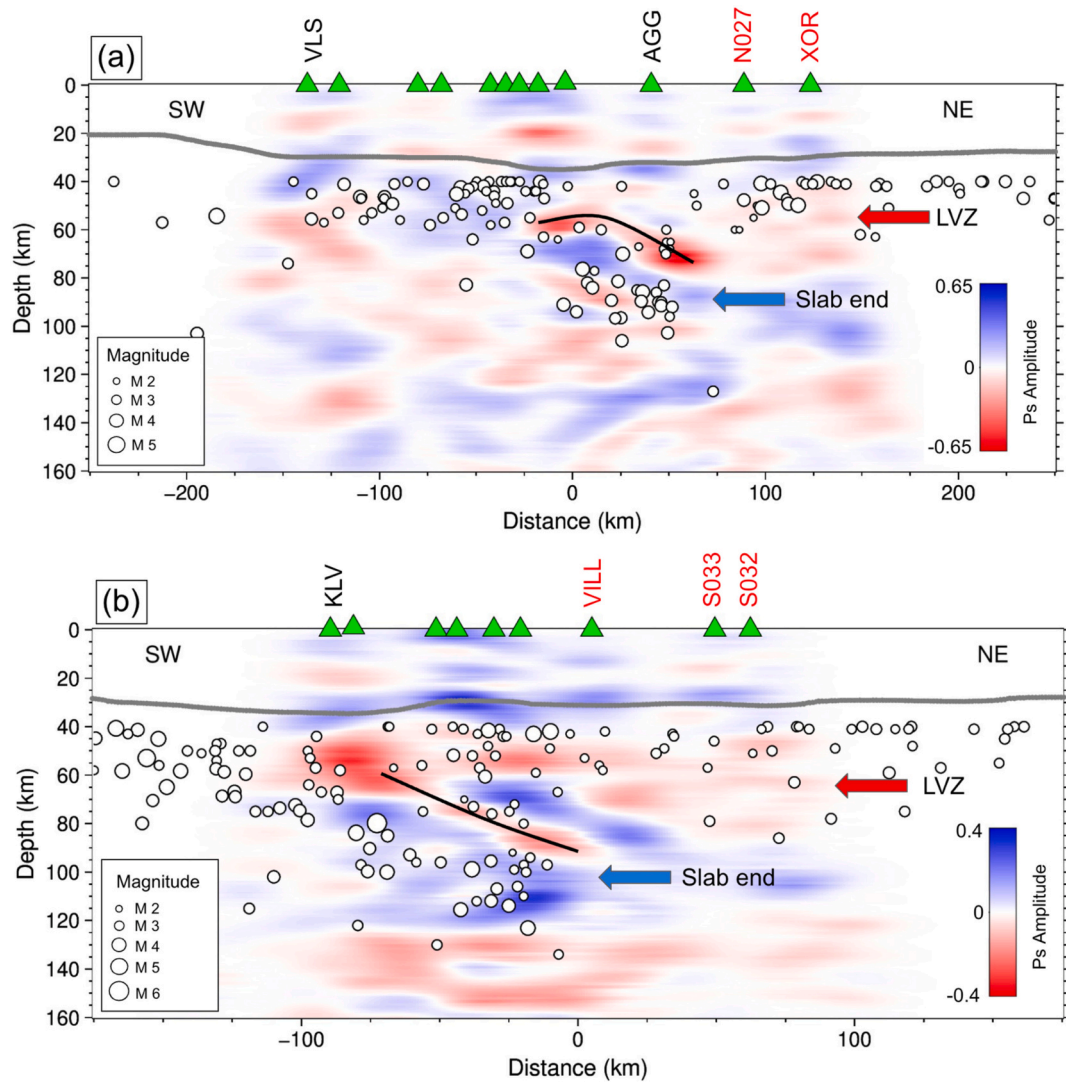 (a)
VLS
AGG
N027
XOR
SW
NE
0
20
40
60
80
100
120
140
160
Depth (km)
LVZ
Slab end
Magnitude
M 2
M 3
M 4
M 5
0.65
0
-0.65
Ps Amplitude
−200
−100
0
100
200
Distance (km)
(b)
KLV
VILL
S033
S032
SW
NE
0
20
40
60
80
100
120
140
160
Depth (km)
LVZ
Slab end
Magnitude
M 2
M 3
M 4
M 5
M 6
0.4
0
-0.4
Ps Amplitude
−100
0
100
Distance (km)